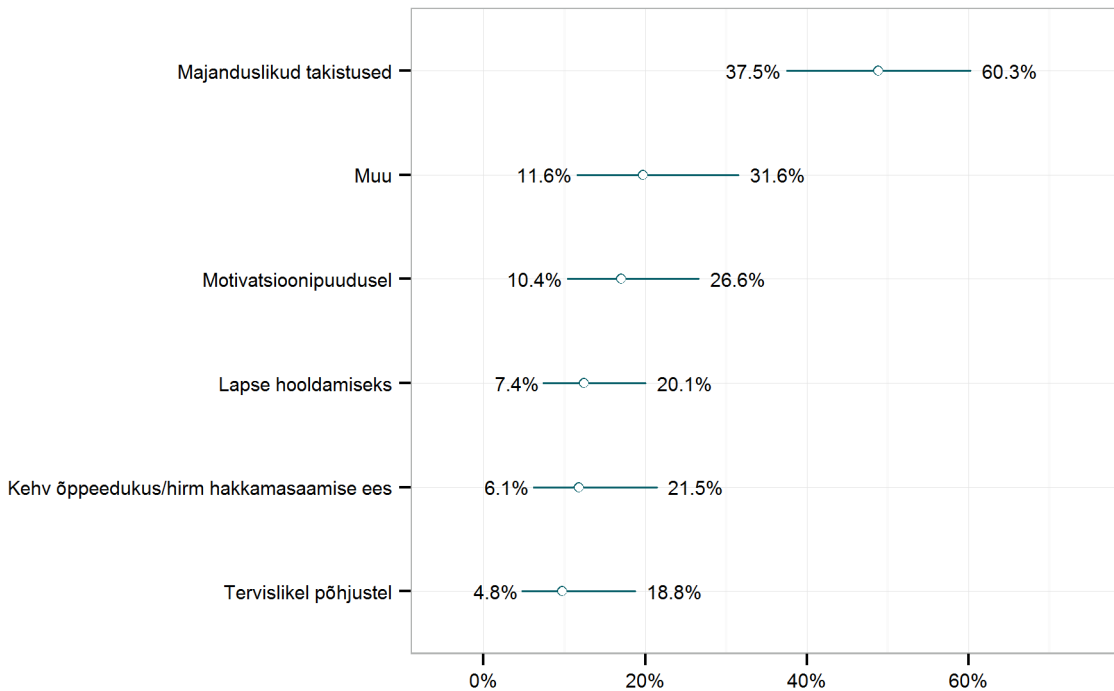 Majanduslikud takistused 37.5% 60.3%
Muu 11.6% 31.6%
Motivatsioonipuudusel 10.4% 26.6%
Lapse hooldamiseks 7.4% 20.1%
Kehv õppeedukus/hirm hakkamasaamise ees 6.1% 21.5%
Tervislikel põhjustel 4.8% 18.8%
0% 20% 40% 60%